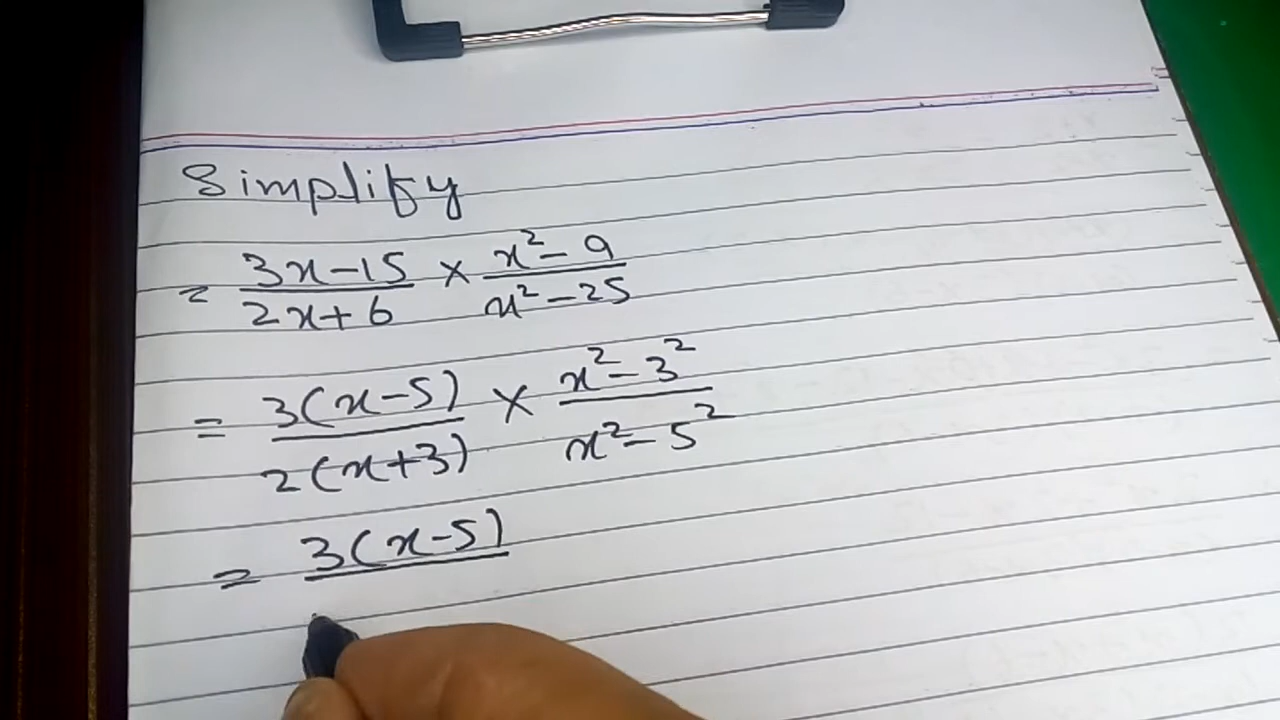 Simplify
= (3x-15)/(2x+6) × (x²-9)/(x²-25)
= 3(x-5)/2(x+3) × (x²-3²)/(x²-5²)
= 3(x-5)